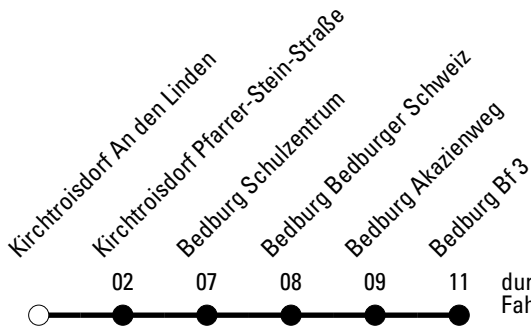 Kirchtroisdorf An den Linden
Kirchtroisdorf Pfarrer-Stein-Straße
Bedburg Schulzentrum
Bedburg Bedburger Schweiz
Bedburg Akazienweg
Bedburg Bf 3
02 07 08 09 11